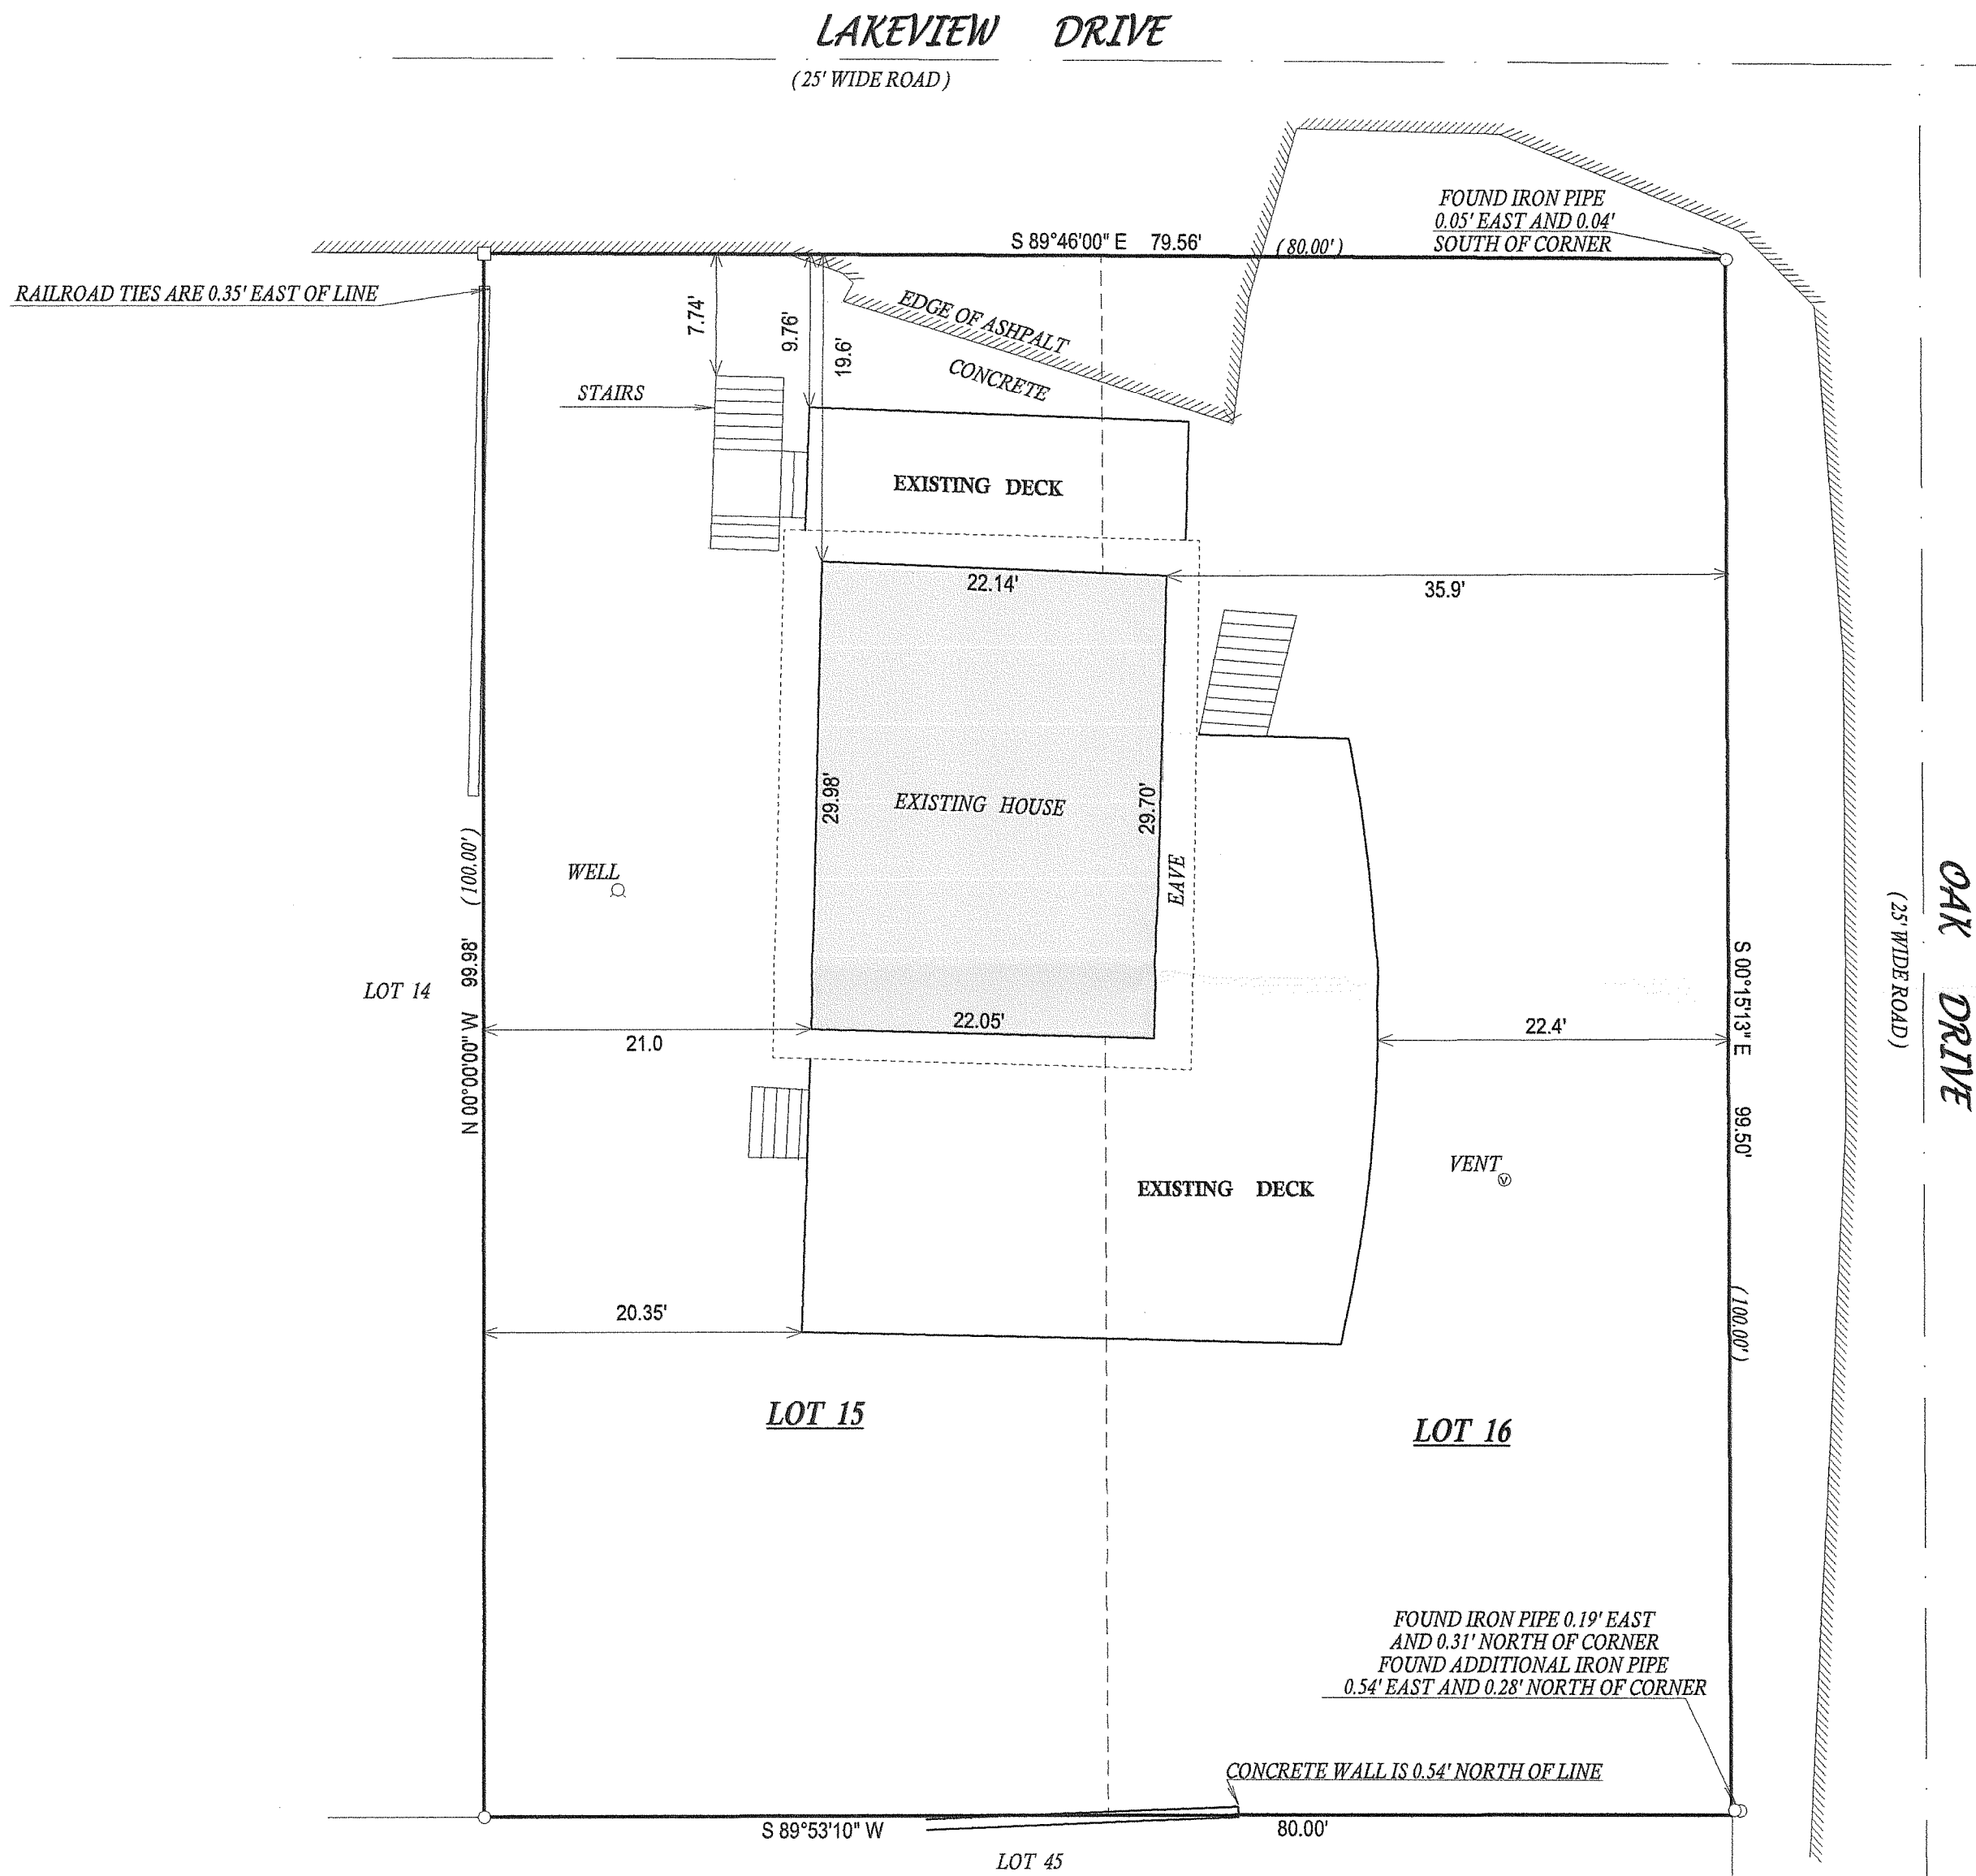 LAKEVIEW DRIVE
( 25' WIDE ROAD )
FOUND IRON PIPE
0.05' EAST AND 0.04'
SOUTH OF CORNER
S 89°46'00" E 79.56' ( 80.00' )
RAILROAD TIES ARE 0.35' EAST OF LINE
7.74'
9.76'
19.6'
EDGE OF ASHPALT
CONCRETE
STAIRS
EXISTING DECK
22.14'
35.9'
29.98'
EXISTING HOUSE
29.70'
EAVE
WELL
( 100.00' )
N 00°00'00" W 99.98'
LOT 14
21.0
22.05'
22.4'
S 00°15'13" E 99.50'
( 100.00' )
( 25' WIDE ROAD )
OAK DRIVE
VENT
V
EXISTING DECK
20.35'
LOT 15
LOT 16
FOUND IRON PIPE 0.19' EAST
AND 0.31' NORTH OF CORNER
FOUND ADDITIONAL IRON PIPE
0.54' EAST AND 0.28' NORTH OF CORNER
CONCRETE WALL IS 0.54' NORTH OF LINE
S 89°53'10" W 80.00'
LOT 45